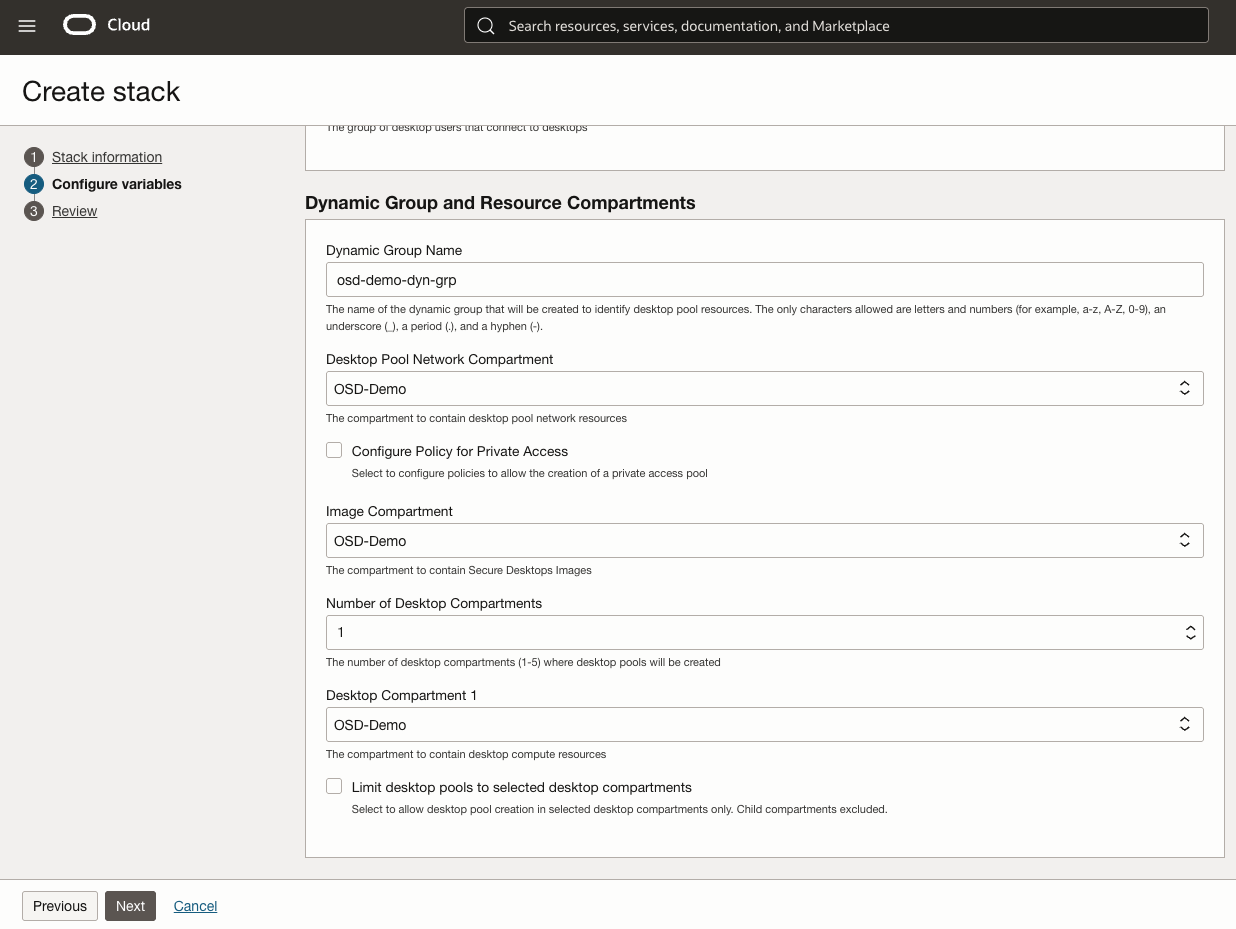 Cloud
Search resources, services, documentation, and Marketplace
Create stack
1 Stack information
2 Configure variables
3 Review
The group of desktop users that connect to desktops
Dynamic Group and Resource Compartments
Dynamic Group Name
osd-demo-dyn-grp
The name of the dynamic group that will be created to identify desktop pool resources. The only characters allowed are letters and numbers (for example, a-z, A-Z, 0-9), an
underscore (_), a period (.), and a hyphen (-).
Desktop Pool Network Compartment
OSD-Demo
The compartment to contain desktop pool network resources
Configure Policy for Private Access
Select to configure policies to allow the creation of a private access pool
Image Compartment
OSD-Demo
The compartment to contain Secure Desktops Images
Number of Desktop Compartments
1
The number of desktop compartments (1-5) where desktop pools will be created
Desktop Compartment 1
OSD-Demo
The compartment to contain desktop compute resources
Limit desktop pools to selected desktop compartments
Select to allow desktop pool creation in selected desktop compartments only. Child compartments excluded.
Previous Next Cancel